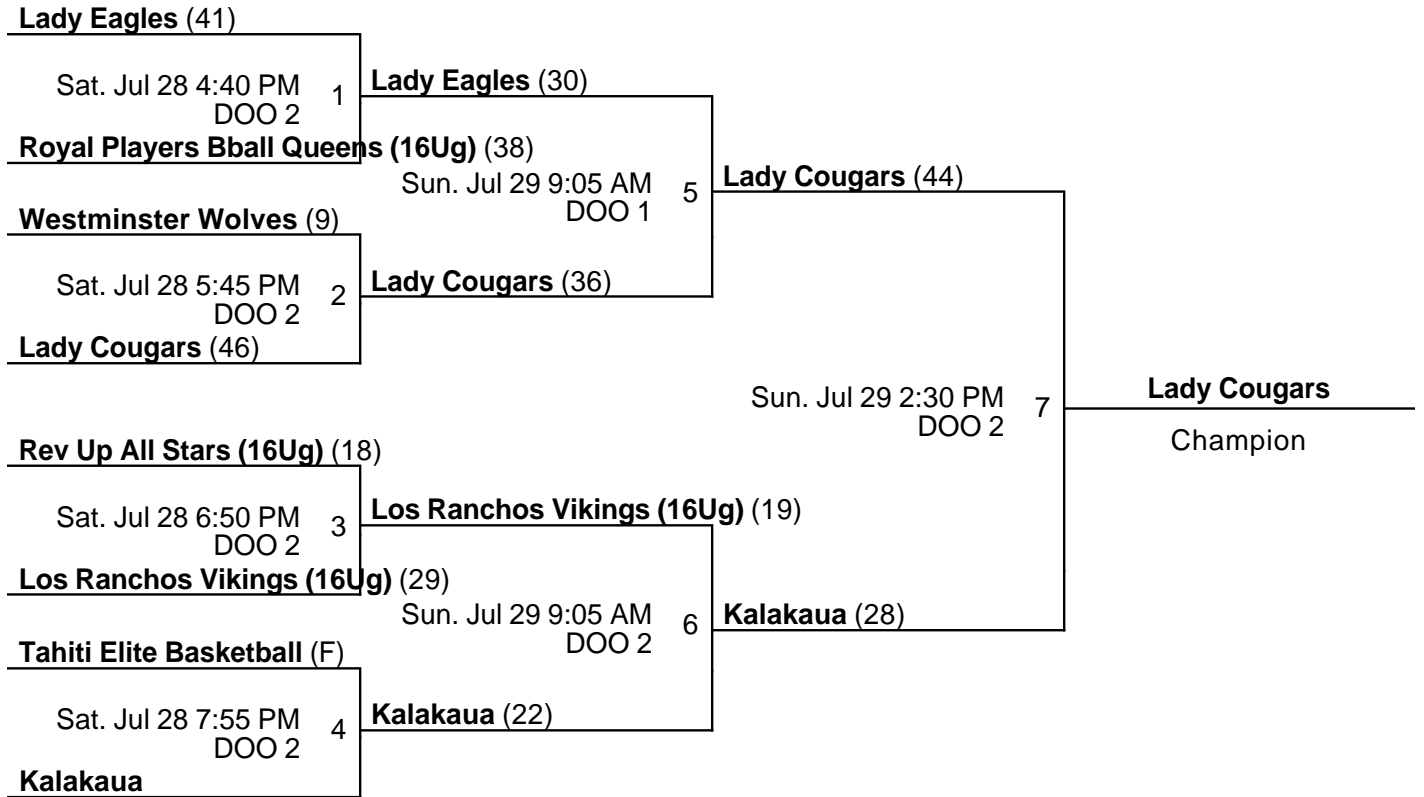 Lady Eagles (41)
Sat. Jul 28 4:40 PM 1
DOO 2
Royal Players Bball Queens (16Ug) (38)
Westminster Wolves (9)
Sat. Jul 28 5:45 PM 2
DOO 2
Lady Cougars (46)
Rev Up All Stars (16Ug) (18)
Sat. Jul 28 6:50 PM 3
DOO 2
Los Ranchos Vikings (16Ug) (29)
Tahiti Elite Basketball (F)
Sat. Jul 28 7:55 PM 4
DOO 2
Kalakaua
Lady Eagles (30)
Sun. Jul 29 9:05 AM 5
DOO 1
Lady Cougars (36)
Los Ranchos Vikings (16Ug) (19)
Sun. Jul 29 9:05 AM 6
DOO 2
Kalakaua (22)
Lady Cougars (44)
Sun. Jul 29 2:30 PM 7
DOO 2
Kalakaua (28)
Lady Cougars
Champion